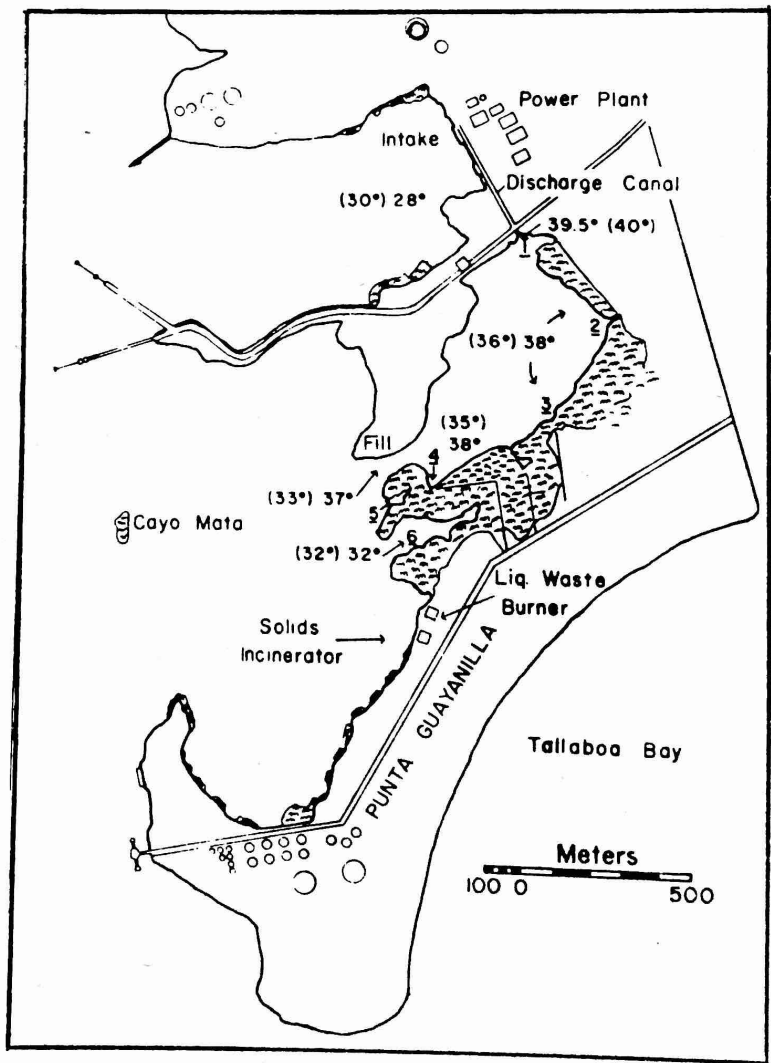 Power Plant
Intake
Discharge Canal
(30°) 28°
39.5° (40°)
1
2
(36°) 38°
3
(35°)
38°
Fill
4
(33°) 37°
5
Cayo Mata
6
(32°) 32°
Liq. Waste
Burner
Solids
Incinerator
PUNTA GUAYANILLA
Tallaboa Bay
Meters
100 0 500